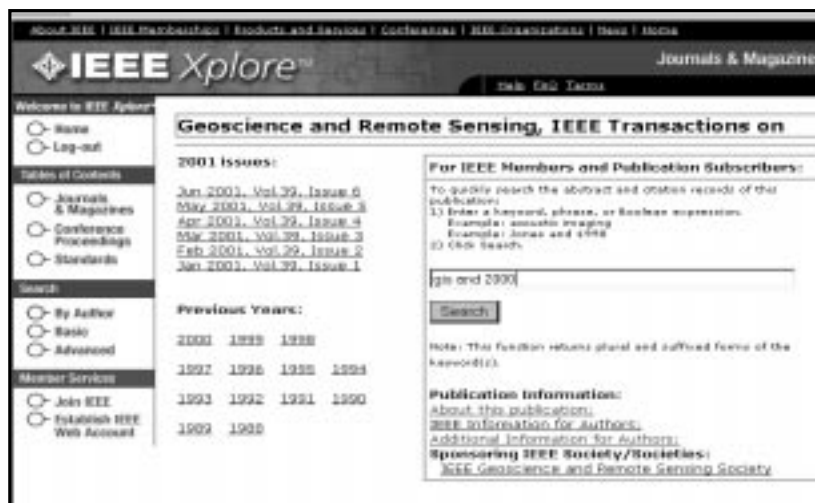 About IEEE | IEEE Memberships | Products and Services | Conferences | IEEE Organizations | News | Home
IEEE Xplore™
Journals & Magazine
Help FAQ Terms
Welcome to IEEE Xplore
Home
Log-out
Tables of Contents
Journals
& Magazines
Conference
Proceedings
Standards
Search
By Author
Basic
Advanced
Member Services
Join IEEE
Establish IEEE
Web Account
Geoscience and Remote Sensing, IEEE Transactions on
2001 issues:
Jun 2001, Vol.39, Issue 6
May 2001, Vol.39, Issue 5
Apr 2001, Vol.39, Issue 4
Mar 2001, Vol.39, Issue 3
Feb 2001, Vol.39, Issue 2
Jan 2001, Vol.39, Issue 1
Previous Years:
2000 1999 1998
1997 1996 1995 1994
1993 1992 1991 1990
1989 1988
For IEEE Members and Publication Subscribers:
To quickly search the abstract and citation records of this
publication:
1) Enter a keyword, phrase, or Boolean expression.
Example: acoustic imaging
Example: Jones and 1998
2) Click Search.
gis and 2000
Search
Note: This function returns plural and suffixed forms of the
keyword(s).
Publication Information:
About this publication;
IEEE Information for Authors;
Additional Information for Authors;
Sponsoring IEEE Society/Societies:
IEEE Geoscience and Remote Sensing Society